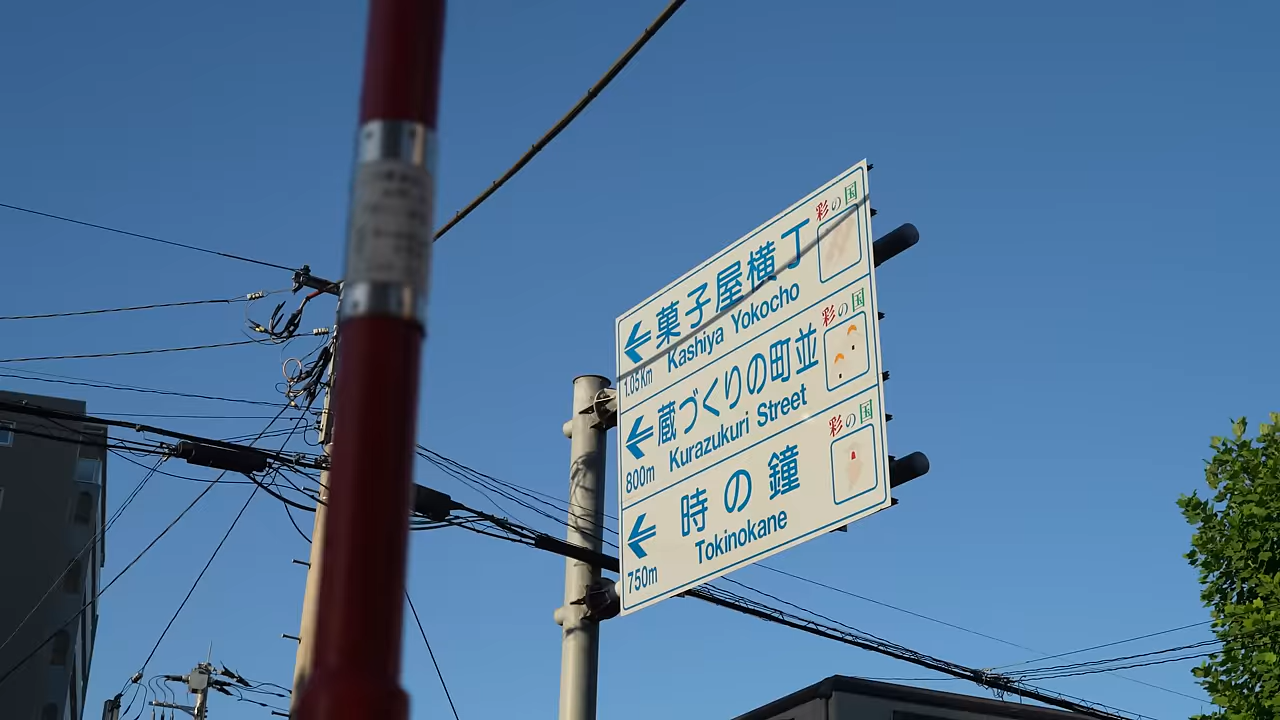 彩の国
菓子屋横丁
Kashiya Yokocho
1.05Km
彩の国
蔵づくりの町並
Kurazukuri Street
800m
彩の国
時の鐘
Tokinokane
750m